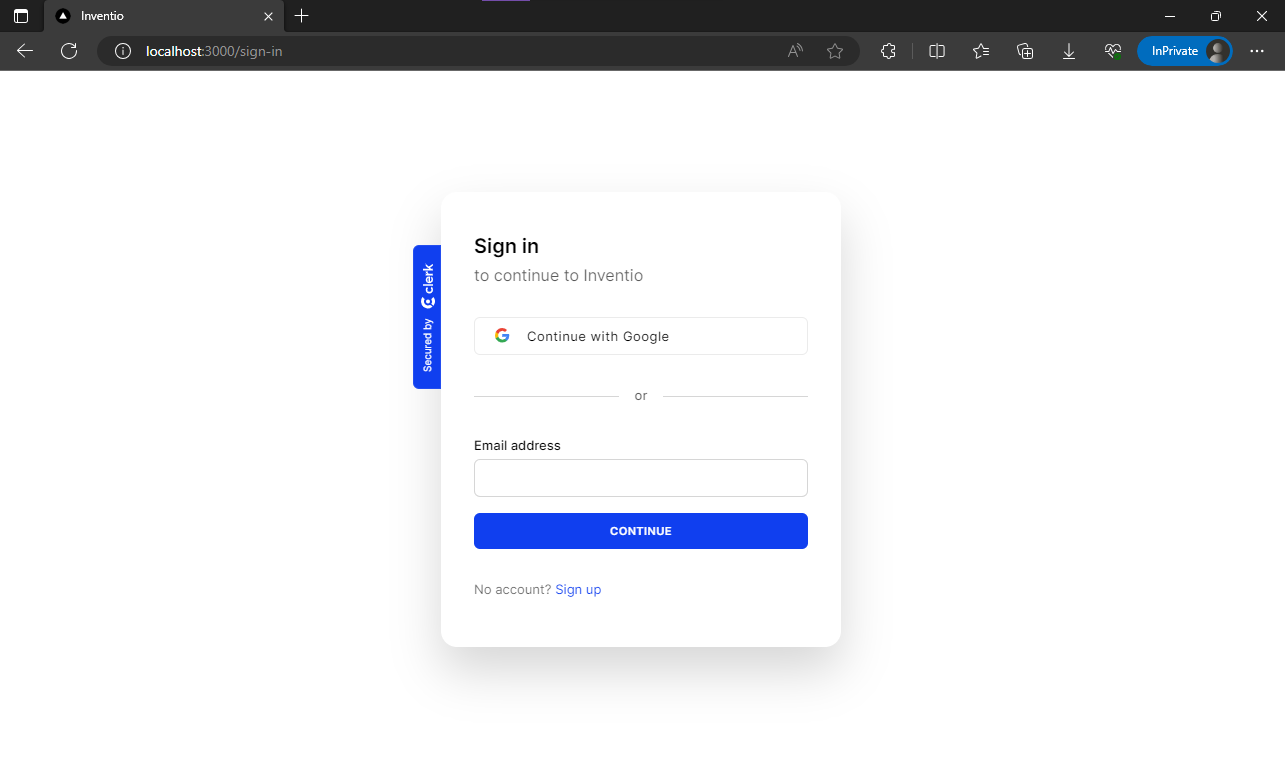 Inventio
localhost:3000/sign-in
InPrivate
Sign in
to continue to Inventio
Secured by clerk
Continue with Google
or
Email address
CONTINUE
No account? Sign up